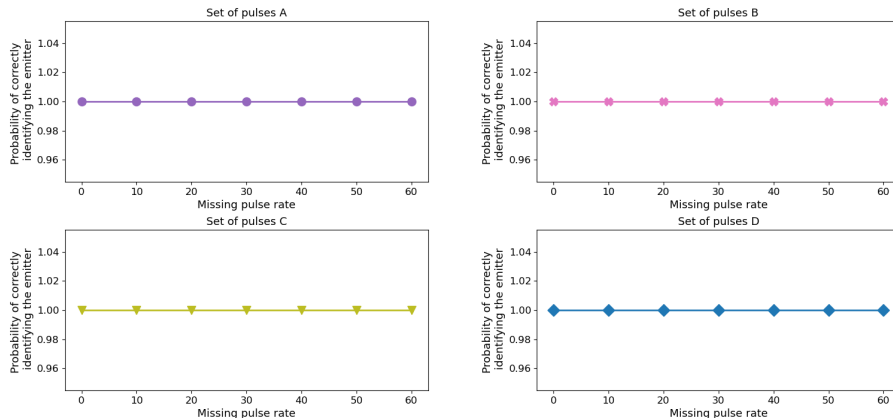 Set of pulses A
Probability of correctly
identifying the emitter
1.04
1.02
1.00
0.98
0.96
0 10 20 30 40 50 60
Missing pulse rate
Set of pulses B
Probability of correctly
identifying the emitter
1.04
1.02
1.00
0.98
0.96
0 10 20 30 40 50 60
Missing pulse rate
Set of pulses C
Probability of correctly
identifying the emitter
1.04
1.02
1.00
0.98
0.96
0 10 20 30 40 50 60
Missing pulse rate
Set of pulses D
Probability of correctly
identifying the emitter
1.04
1.02
1.00
0.98
0.96
0 10 20 30 40 50 60
Missing pulse rate